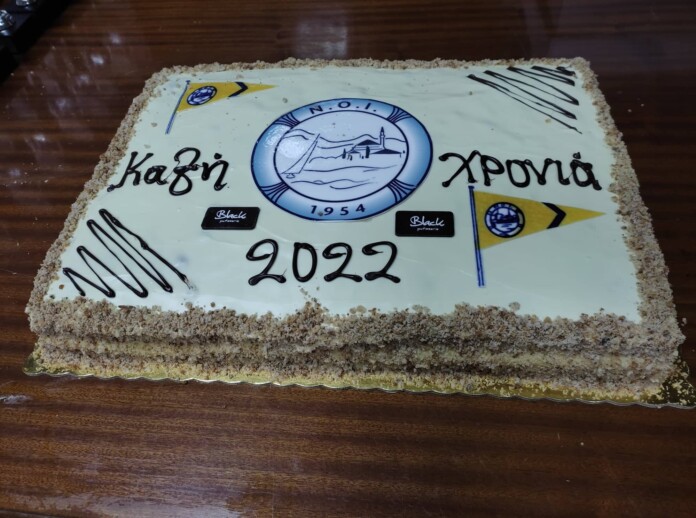 Ν.Ο.Ι.
Καλή χρονιά
1954
Black Black
2022